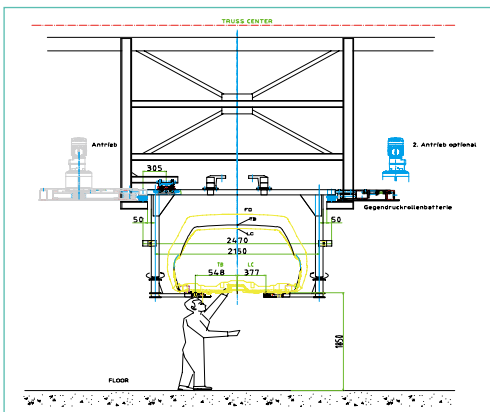 TRUSS CENTER
Antrieb
2. Antrieb optional
305
Gegendruckrollenbatterie
50
50
FG
TB
LC
2470
2150
TB LC
548 377
1850
FLOOR